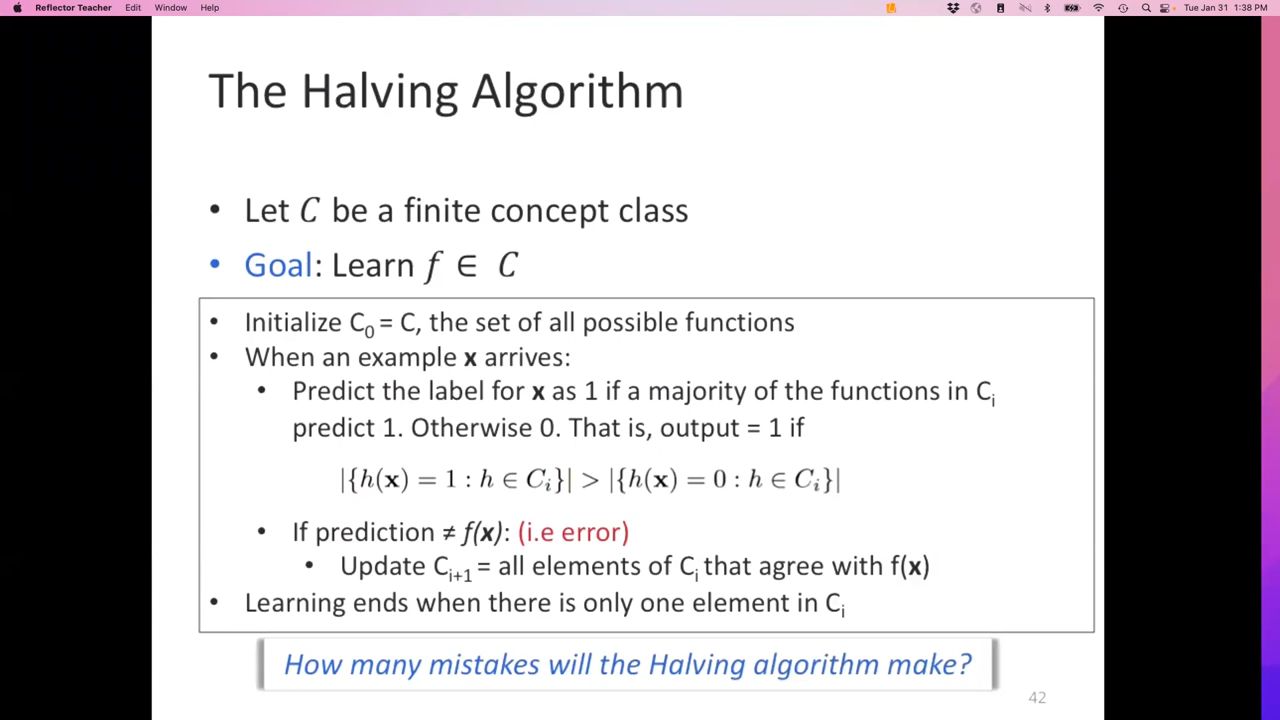 Reflector Teacher Edit Window Help Tue Jan 31 1:38 PM
The Halving Algorithm
• Let C be a finite concept class
• Goal: Learn f ∈ C
• Initialize C₀ = C, the set of all possible functions
• When an example x arrives:
• Predict the label for x as 1 if a majority of the functions in Cᵢ
predict 1. Otherwise 0. That is, output = 1 if
|{h(x) = 1 : h ∈ Cᵢ}| > |{h(x) = 0 : h ∈ Cᵢ}|
• If prediction ≠ f(x): (i.e error)
• Update Cᵢ₊₁ = all elements of Cᵢ that agree with f(x)
• Learning ends when there is only one element in Cᵢ
How many mistakes will the Halving algorithm make?
42